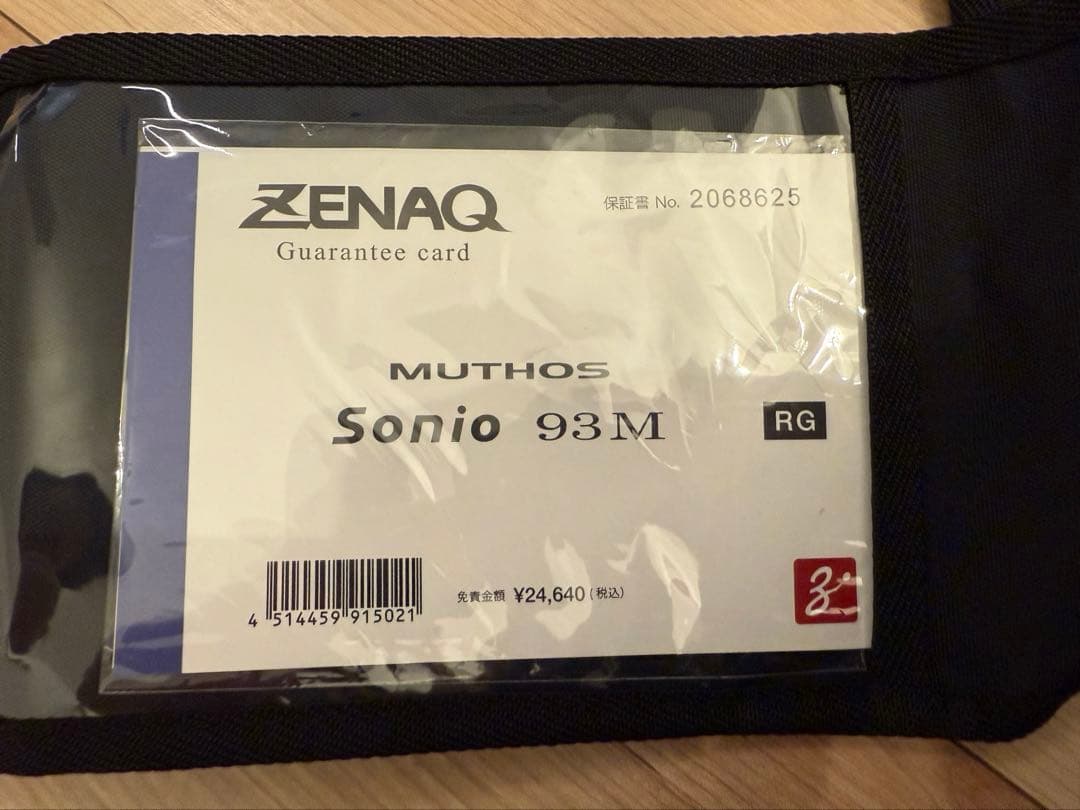 ZENAQ
保証書 No. 2068625
Guarantee card
MUTHOS
Sonio 93M
RG
4 514459 915021
免責金額 ¥24,640 (税込)